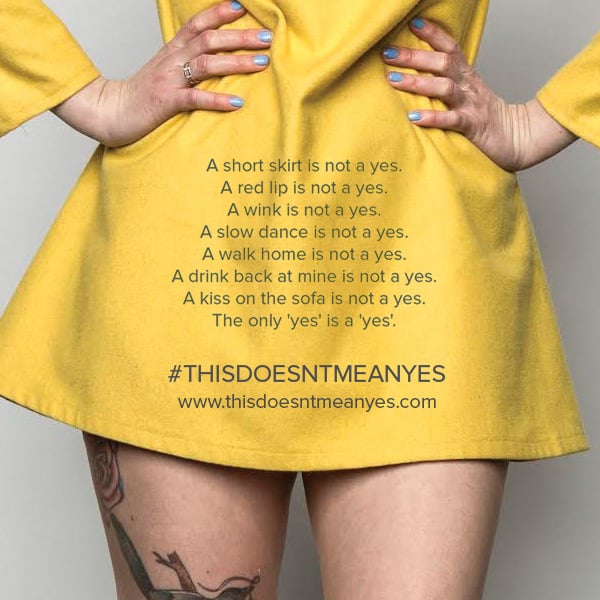 A short skirt is not a yes.
A red lip is not a yes.
A wink is not a yes.
A slow dance is not a yes.
A walk home is not a yes.
A drink back at mine is not a yes.
A kiss on the sofa is not a yes.
The only 'yes' is a 'yes'.
#THISDOESNTMEANYES
www.thisdoesntmeanyes.com